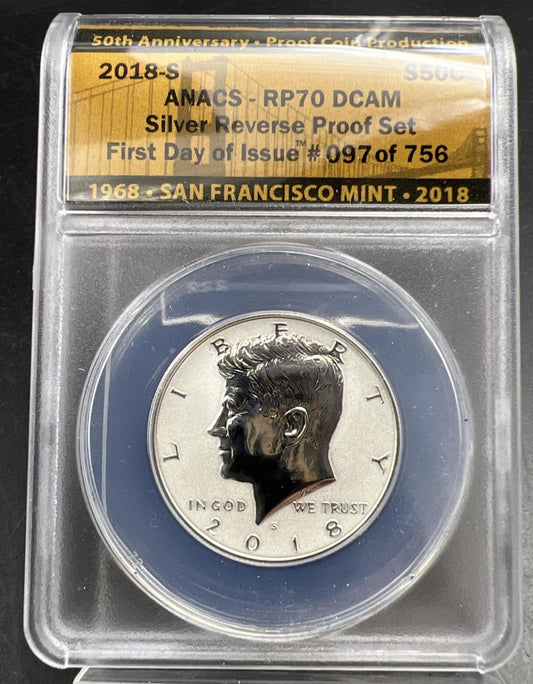 50th Anniversary • Proof Coin Production
2018-S S50C
ANACS - RP70 DCAM
Silver Reverse Proof Set
First Day of Issue™ # 097 of 756
1968 • SAN FRANCISCO MINT • 2018
LIBERTY
IN GOD WE TRUST
S
2018